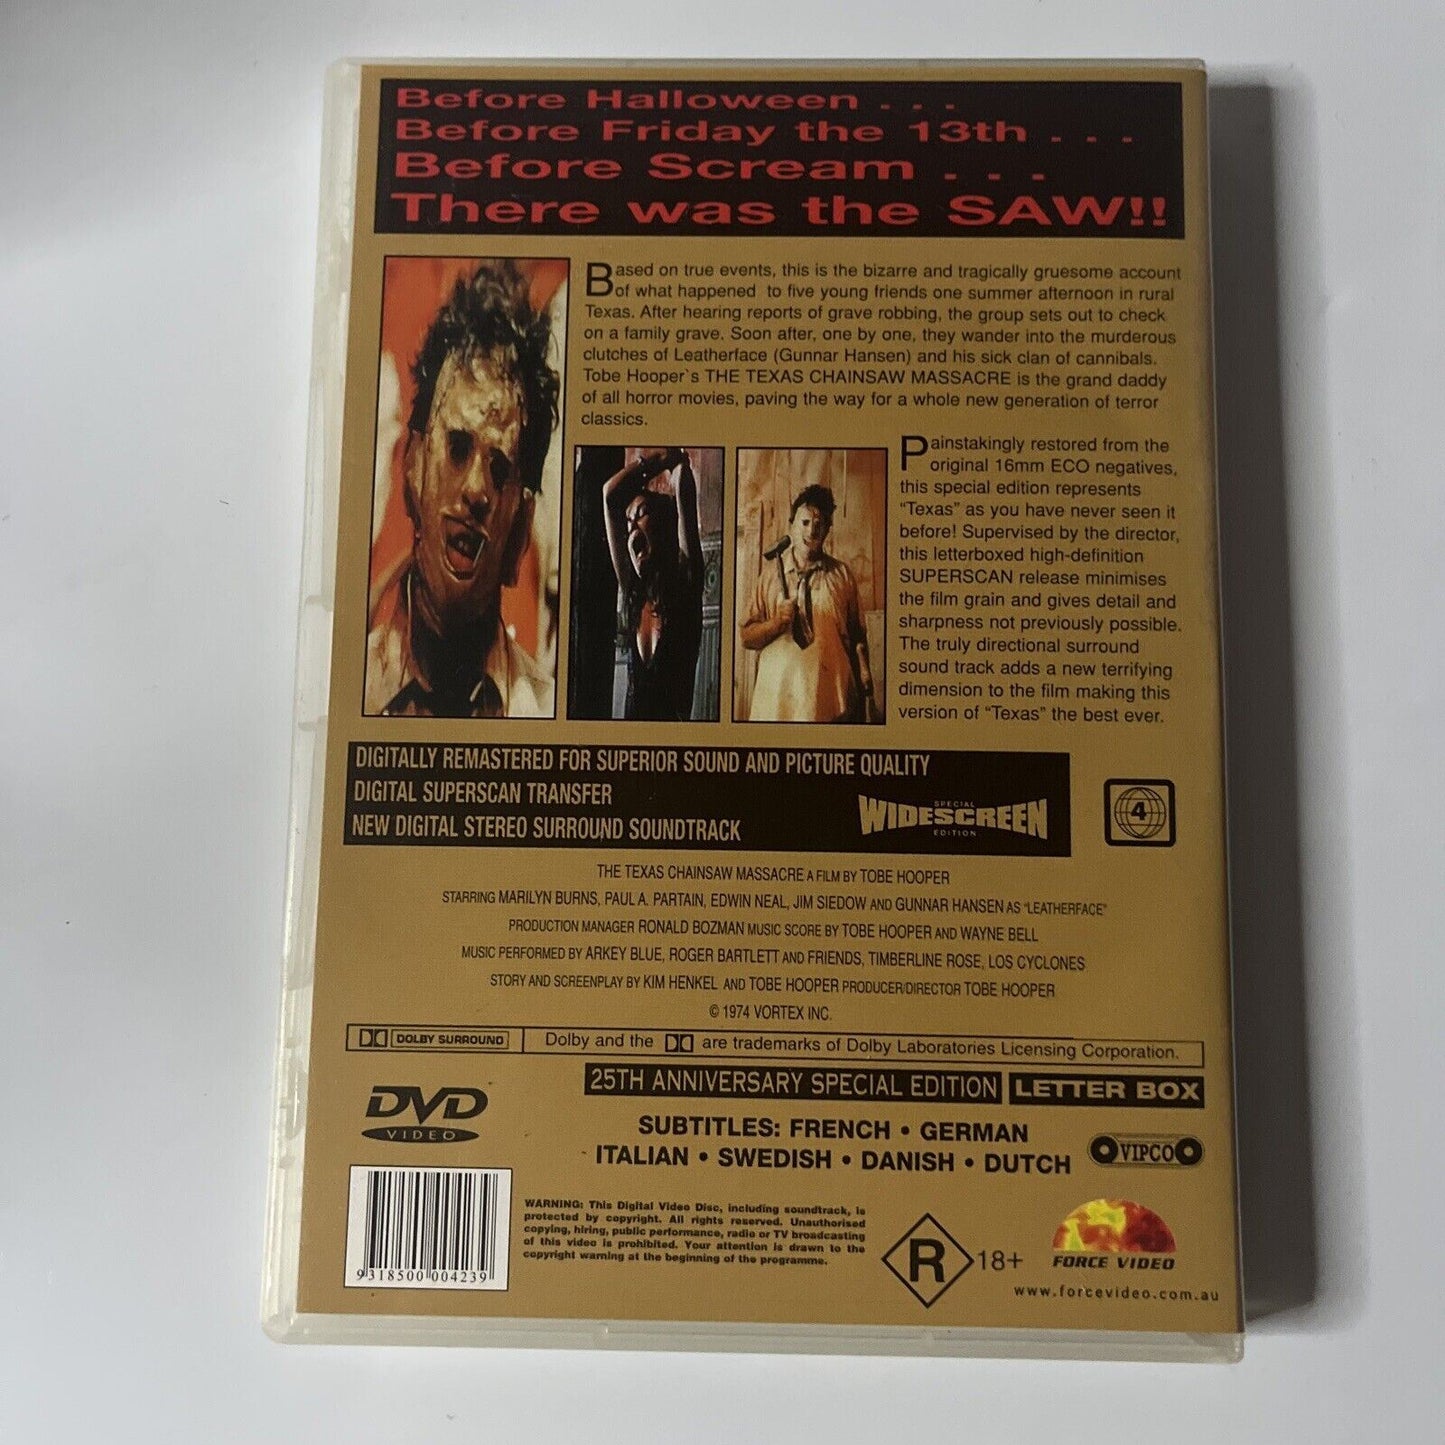 Before Halloween . . .
Before Friday the 13th . . .
Before Scream . . .
There was the SAW!!
Based on true events, this is the bizarre and tragically gruesome account
of what happened to five young friends one summer afternoon in rural
Texas. After hearing reports of grave robbing, the group sets out to check
on a family grave. Soon after, one by one, they wander into the murderous
clutches of Leatherface (Gunnar Hansen) and his sick clan of cannibals.
Tobe Hooper`s THE TEXAS CHAINSAW MASSACRE is the grand daddy
of all horror movies, paving the way for a whole new generation of terror
classics.
Painstakingly restored from the
original 16mm ECO negatives,
this special edition represents
“Texas” as you have never seen it
before! Supervised by the director,
this letterboxed high-definition
SUPERSCAN release minimises
the film grain and gives detail and
sharpness not previously possible.
The truly directional surround
sound track adds a new terrifying
dimension to the film making this
version of “Texas” the best ever.
DIGITALLY REMASTERED FOR SUPERIOR SOUND AND PICTURE QUALITY
DIGITAL SUPERSCAN TRANSFER
NEW DIGITAL STEREO SURROUND SOUNDTRACK
SPECIAL
WIDESCREEN
EDITION
4
THE TEXAS CHAINSAW MASSACRE A FILM BY TOBE HOOPER
STARRING MARILYN BURNS, PAUL A. PARTAIN, EDWIN NEAL, JIM SIEDOW AND GUNNAR HANSEN AS “LEATHERFACE”
PRODUCTION MANAGER RONALD BOZMAN MUSIC SCORE BY TOBE HOOPER AND WAYNE BELL
MUSIC PERFORMED BY ARKEY BLUE, ROGER BARTLETT AND FRIENDS, TIMBERLINE ROSE, LOS CYCLONES
STORY AND SCREENPLAY BY KIM HENKEL AND TOBE HOOPER PRODUCER/DIRECTOR TOBE HOOPER
© 1974 VORTEX INC.
DOLBY SURROUND Dolby and the are trademarks of Dolby Laboratories Licensing Corporation.
25TH ANNIVERSARY SPECIAL EDITION LETTER BOX
DVD
VIDEO
SUBTITLES: FRENCH • GERMAN
ITALIAN • SWEDISH • DANISH • DUTCH
VIPCO
9318500 004239
WARNING: This Digital Video Disc, including soundtrack, is
protected by copyright. All rights reserved. Unauthorised
copying, hiring, public performance, radio or TV broadcasting
of this video is prohibited. Your attention is drawn to the
copyright warning at the beginning of the programme.
R 18+
FORCE VIDEO
www.forcevideo.com.au